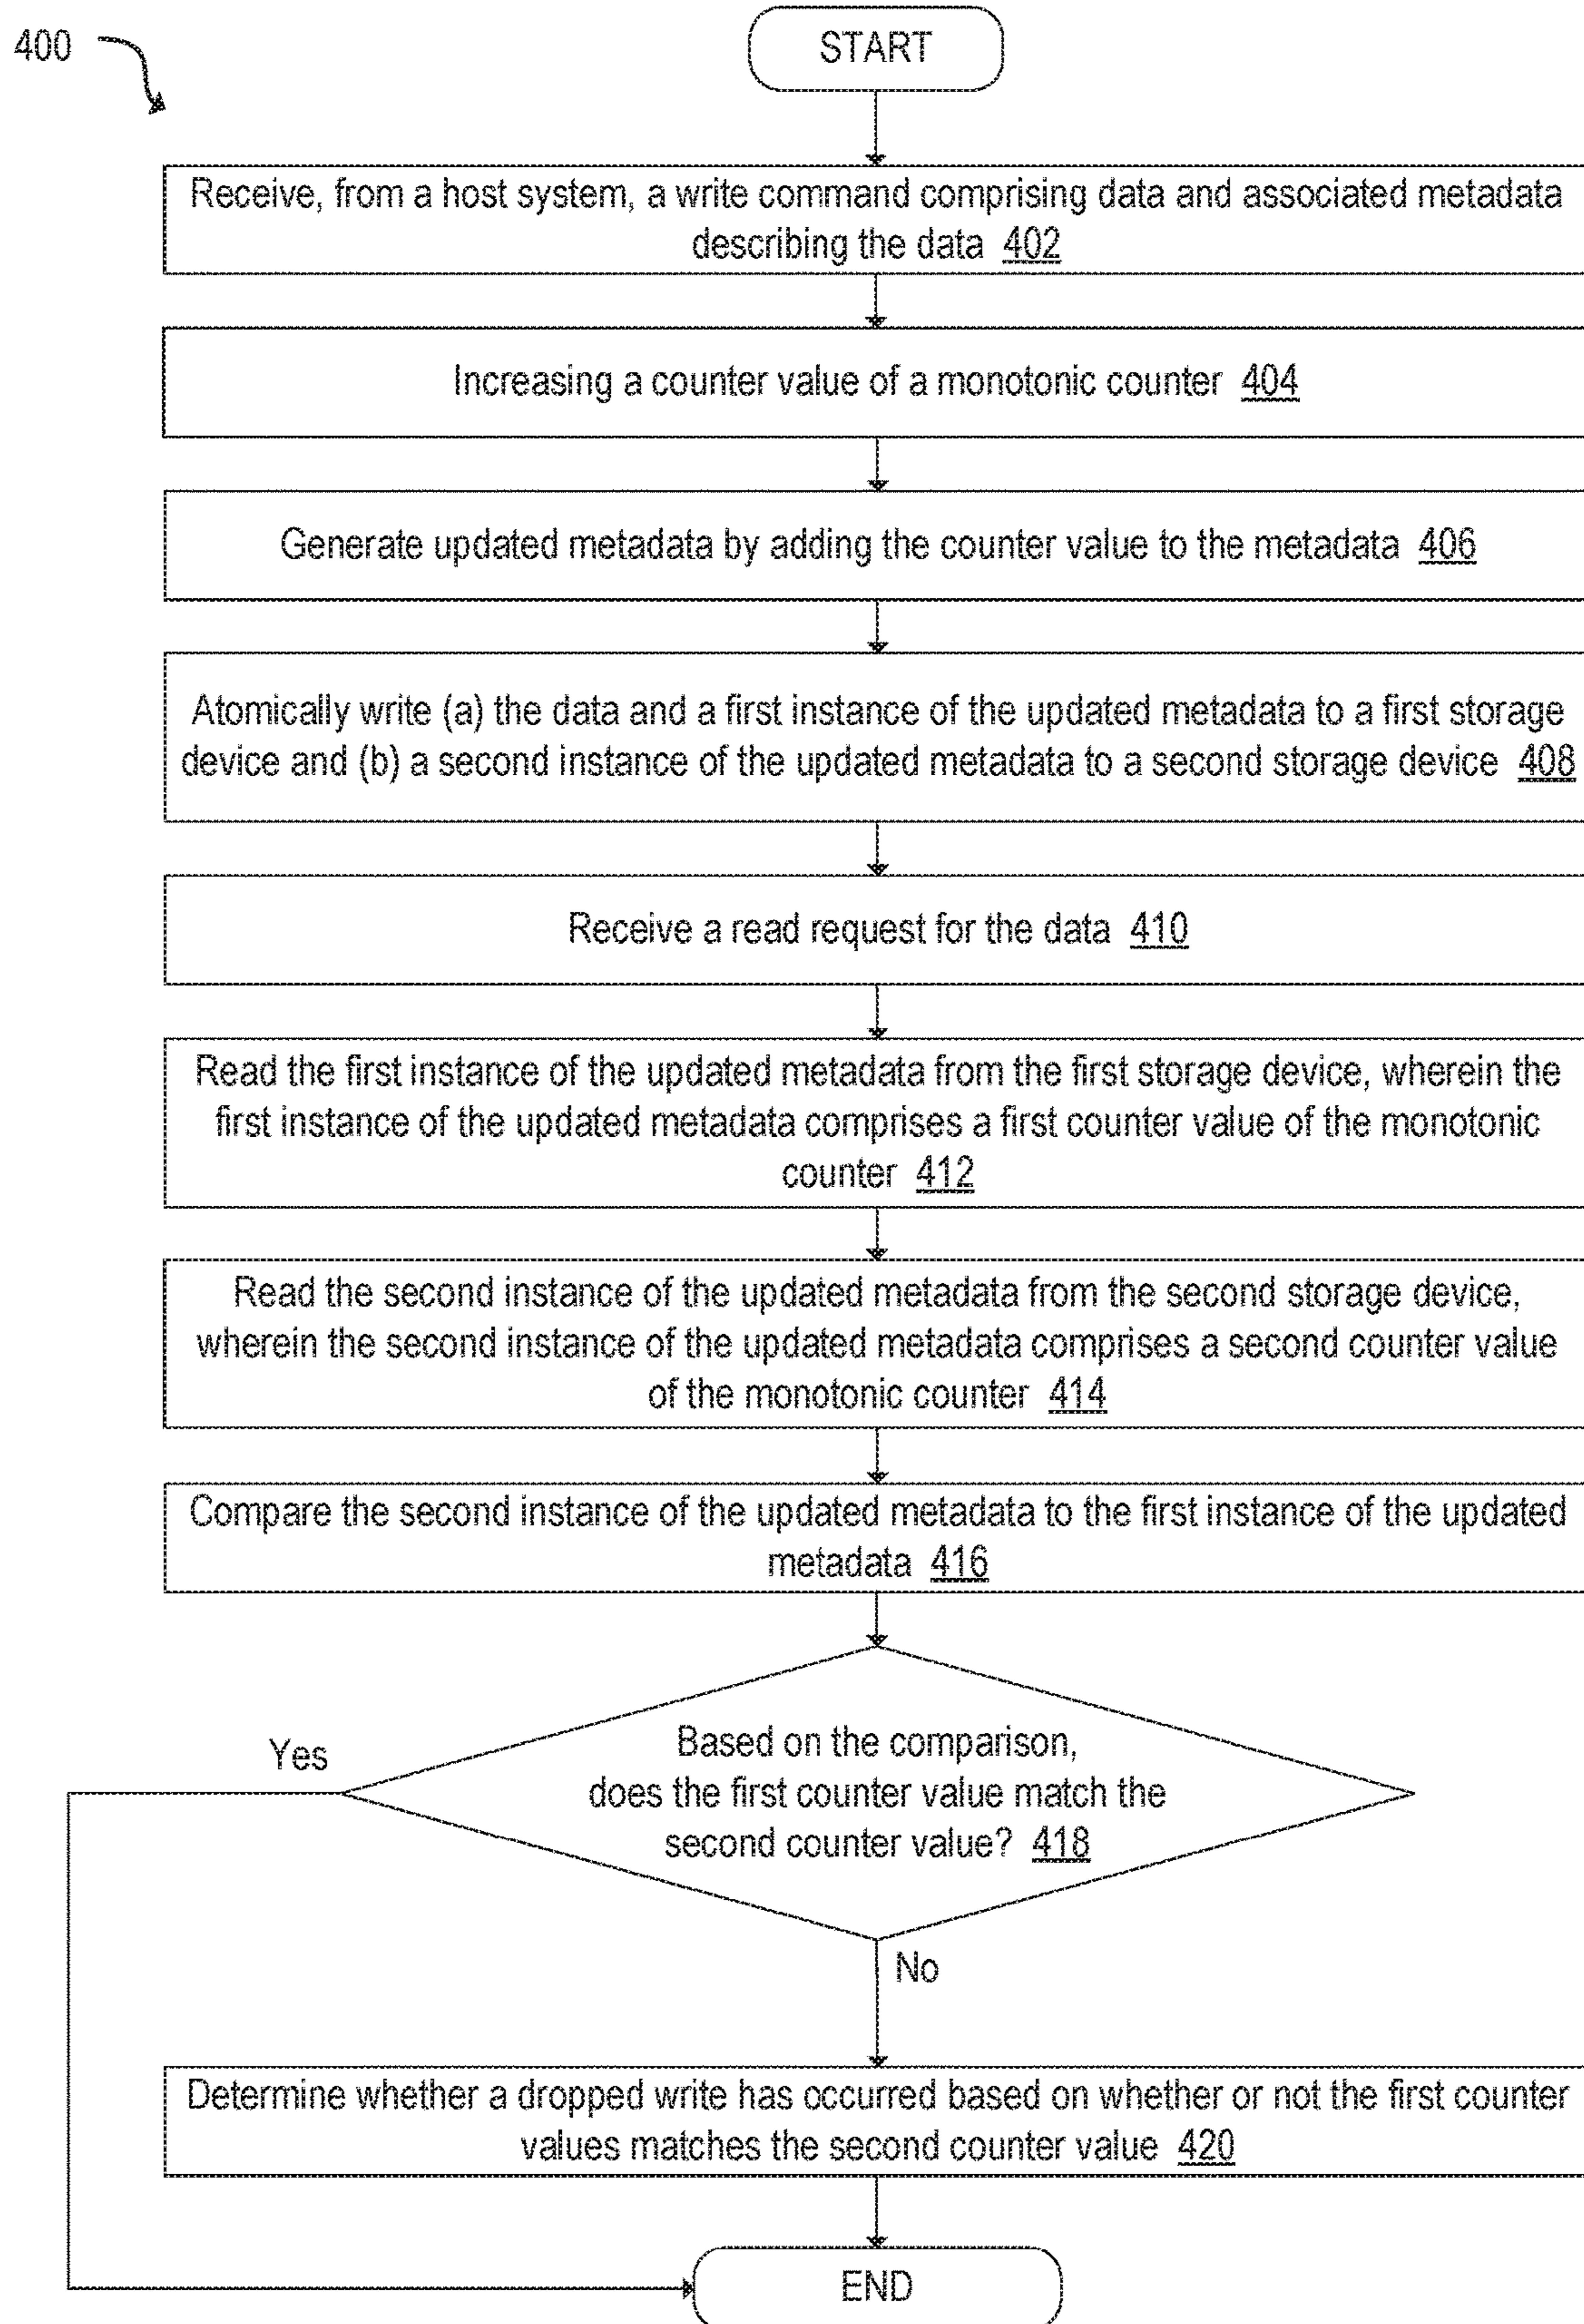 400
START
Receive, from a host system, a write command comprising data and associated metadata
describing the data 402
Increasing a counter value of a monotonic counter 404
Generate updated metadata by adding the counter value to the metadata 406
Atomically write (a) the data and a first instance of the updated metadata to a first storage
device and (b) a second instance of the updated metadata to a second storage device 408
Receive a read request for the data 410
Read the first instance of the updated metadata from the first storage device, wherein the
first instance of the updated metadata comprises a first counter value of the monotonic
counter 412
Read the second instance of the updated metadata from the second storage device,
wherein the second instance of the updated metadata comprises a second counter value
of the monotonic counter 414
Compare the second instance of the updated metadata to the first instance of the updated
metadata 416
Yes
Based on the comparison,
does the first counter value match the
second counter value? 418
No
Determine whether a dropped write has occurred based on whether or not the first counter
values matches the second counter value 420
END